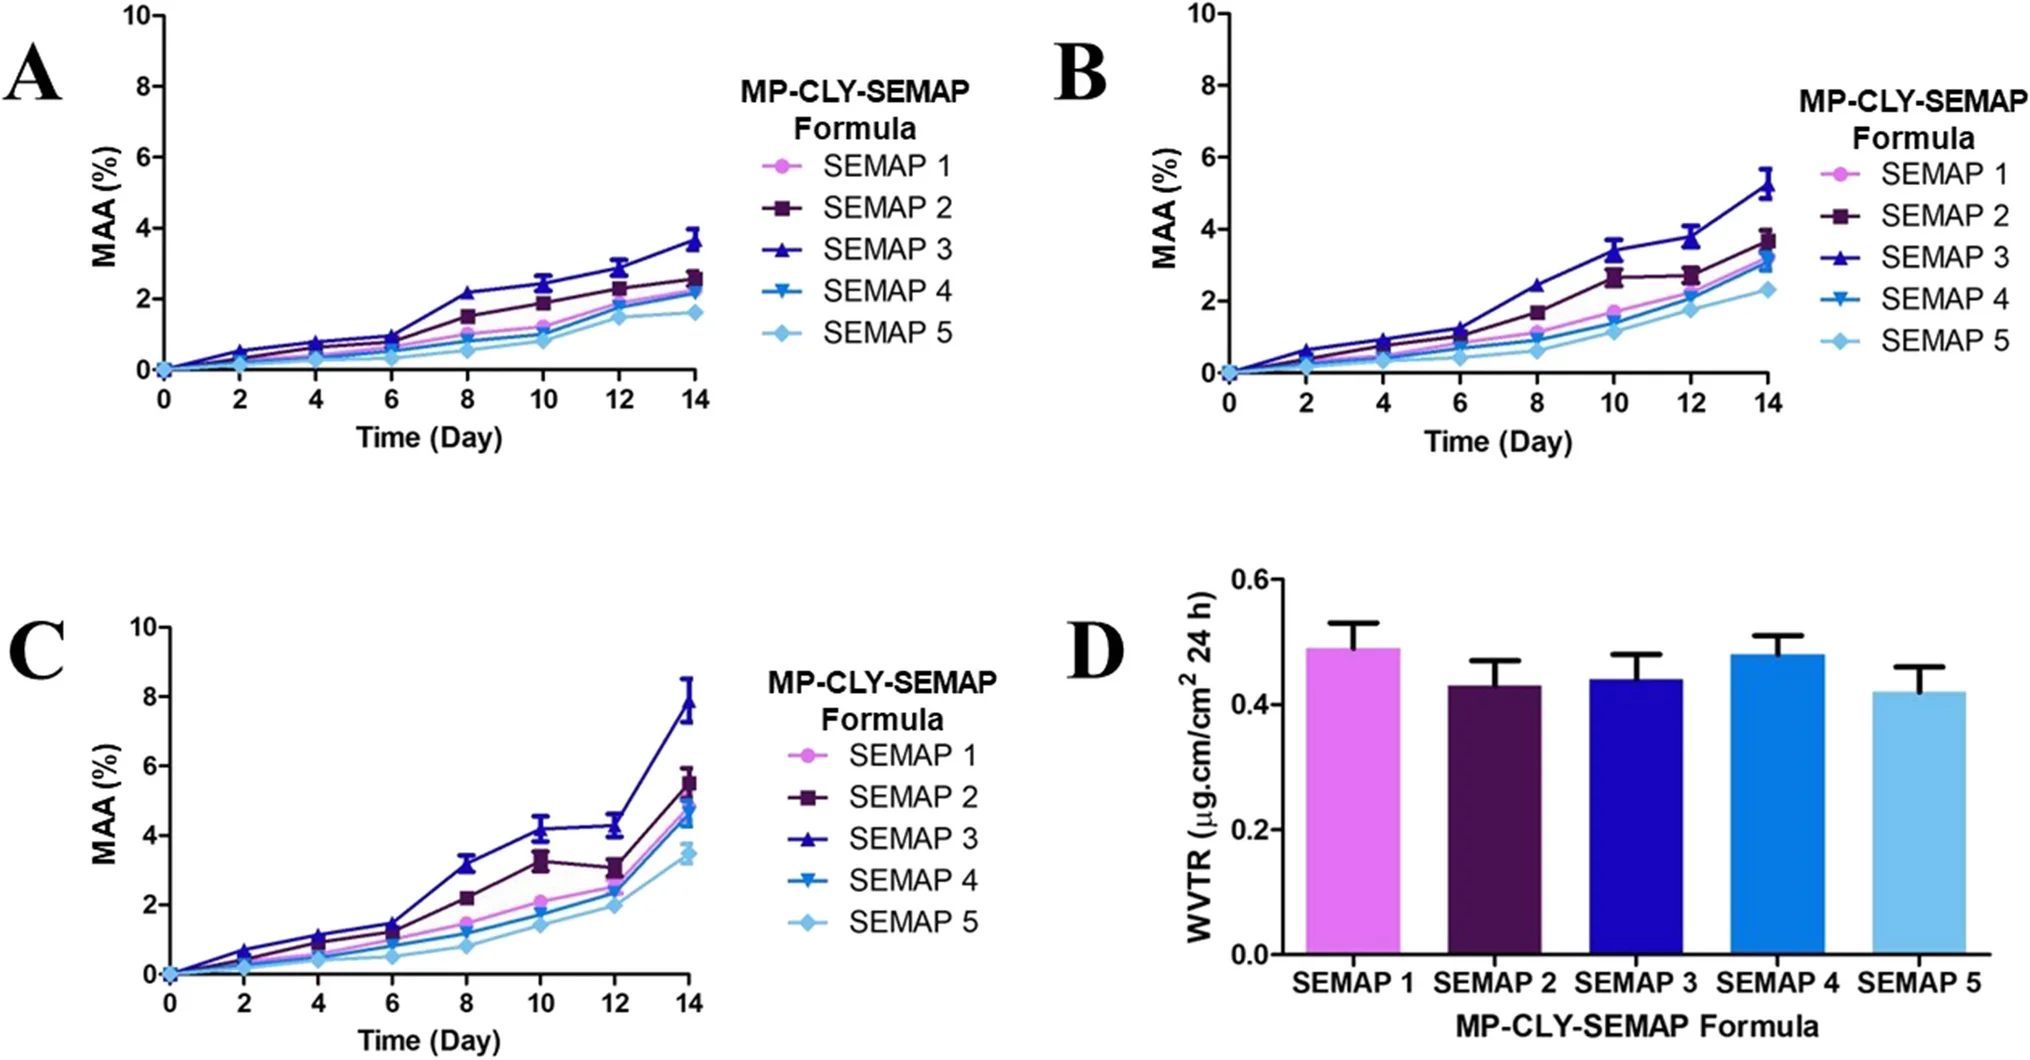 A
10
8
6
4
2
0
MAA (%)
0 2 4 6 8 10 12 14
Time (Day)
MP-CLY-SEMAP
Formula
SEMAP 1
SEMAP 2
SEMAP 3
SEMAP 4
SEMAP 5
B
10
8
6
4
2
0
MAA (%)
0 2 4 6 8 10 12 14
Time (Day)
MP-CLY-SEMAP
Formula
SEMAP 1
SEMAP 2
SEMAP 3
SEMAP 4
SEMAP 5
C
10
8
6
4
2
0
MAA (%)
0 2 4 6 8 10 12 14
Time (Day)
MP-CLY-SEMAP
Formula
SEMAP 1
SEMAP 2
SEMAP 3
SEMAP 4
SEMAP 5
D
0.6
0.4
0.2
0.0
WVTR (µg.cm/cm² 24 h)
SEMAP 1 SEMAP 2 SEMAP 3 SEMAP 4 SEMAP 5
MP-CLY-SEMAP Formula